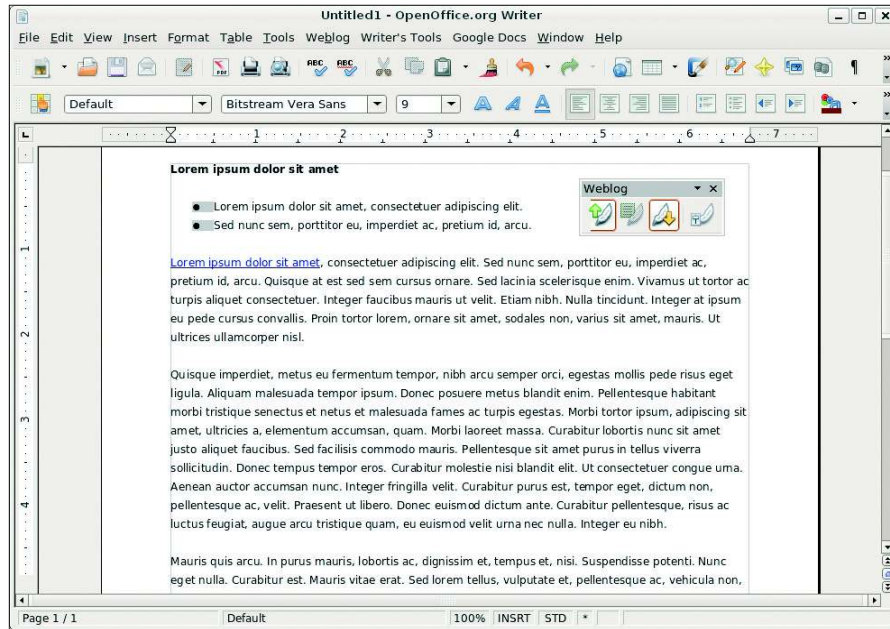 Untitled1 - OpenOffice.org Writer
File Edit View Insert Format Table Tools Weblog Writer's Tools Google Docs Window Help
PDF ABC ABC
Default Bitstream Vera Sans 9 A A A
1 2 3 4 5 6 7
Lorem ipsum dolor sit amet
Weblog
Lorem ipsum dolor sit amet, consectetuer adipiscing elit.
Sed nunc sem, porttitor eu, imperdiet ac, pretium id, arcu.
Lorem ipsum dolor sit amet, consectetuer adipiscing elit. Sed nunc sem, porttitor eu, imperdiet ac,
pretium id, arcu. Quisque at est sed sem cursus ornare. Sed lacinia scelerisque enim. Vivamus ut tortor ac
turpis aliquet consectetuer. Integer faucibus mauris ut velit. Etiam nibh. Nulla tincidunt. Integer at ipsum
eu pede cursus convallis. Proin tortor lorem, ornare sit amet, sodales non, varius sit amet, mauris. Ut
ultrices ullamcorper nisl.
Quisque imperdiet, metus eu fermentum tempor, nibh arcu semper orci, egestas mollis pede risus eget
ligula. Aliquam malesuada tempor ipsum. Donec posuere metus blandit enim. Pellentesque habitant
morbi tristique senectus et netus et malesuada fames ac turpis egestas. Morbi tortor ipsum, adipiscing sit
amet, ultricies a, elementum accumsan, quam. Morbi laoreet massa. Curabitur lobortis nunc sit amet
justo aliquet faucibus. Sed facilisis commodo mauris. Pellentesque sit amet purus in tellus viverra
sollicitudin. Donec tempus tempor eros. Curabitur molestie nisi blandit elit. Ut consectetuer congue urna.
Aenean auctor accumsan nunc. Integer fringilla velit. Curabitur purus est, tempor eget, dictum non,
pellentesque ac, velit. Praesent ut libero. Donec euismod dictum ante. Curabitur pellentesque, risus ac
luctus feugiat, augue arcu tristique quam, eu euismod velit urna nec nulla. Integer eu nibh.
Mauris quis arcu. In purus mauris, lobortis ac, dignissim et, tempus et, nisi. Suspendisse potenti. Nunc
eget nulla. Curabitur est. Mauris vitae erat. Sed lorem tellus, vulputate et, pellentesque ac, vehicula non,
1
2
3
4
Page 1 / 1 Default 100% INSRT STD *